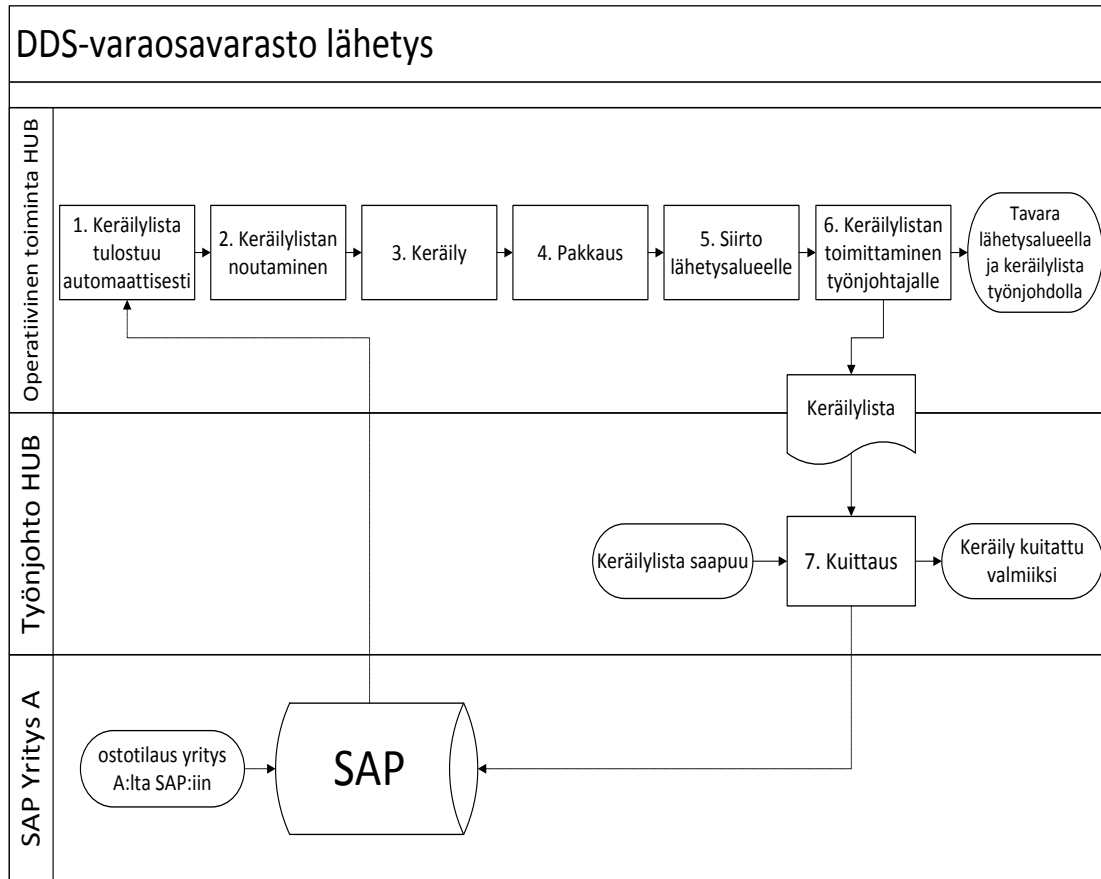 DDS-varaosavarasto lähetys
Operatiivinen toiminta HUB
1. Keräilylista
tulostuu
automaattisesti
2. Keräilylistan
noutaminen
3. Keräily
4. Pakkaus
5. Siirto
lähetysalueelle
6. Keräilylistan
toimittaminen
työnjohtajalle
Tavara
lähetysalueella
ja keräilylista
työnjohdolla
Keräilylista
Työnjohto HUB
Keräilylista saapuu
7. Kuittaus
Keräily kuitattu
valmiiksi
SAP Yritys A
ostotilaus yritys
A:lta SAP:iin
SAP